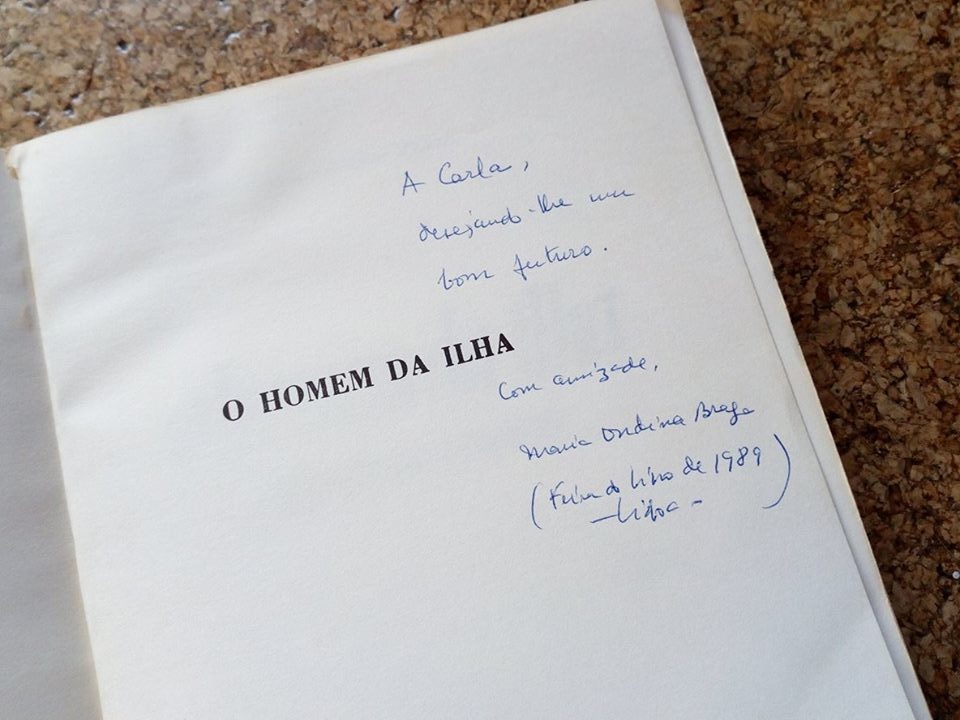 A Carla,
desejando-lhe um
bom futuro.
O HOMEM DA ILHA
Com amizade,
Maria Ondina Braga
(Feira do Livro de 1989
- Lisboa -)